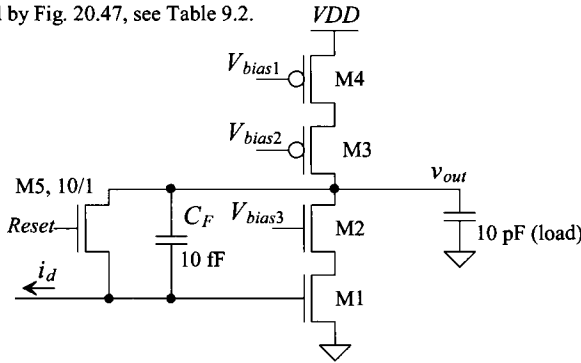 l by Fig. 20.47, see Table 9.2.
VDD
Vbias1
M4
Vbias2
M3
vout
M5, 10/1
Reset
CF
10 fF
Vbias3
M2
10 pF (load)
id
M1